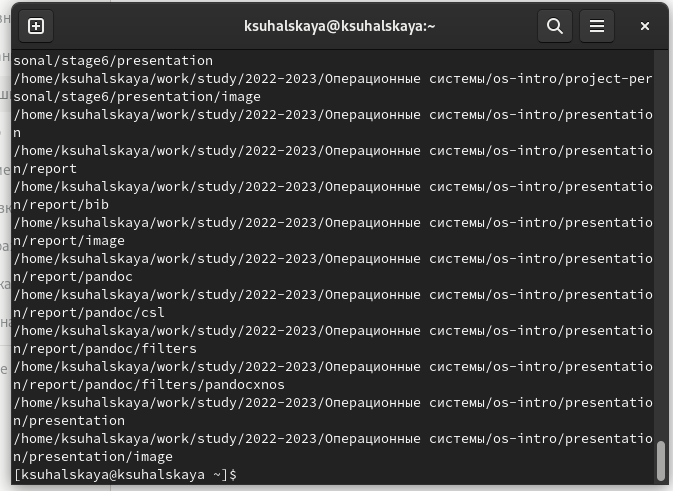 ksuhalskaya@ksuhalskaya:~
sonal/stage6/presentation
/home/ksuhalskaya/work/study/2022-2023/Операционные системы/os-intro/project-per
sonal/stage6/presentation/image
/home/ksuhalskaya/work/study/2022-2023/Операционные системы/os-intro/presentatio
n
/home/ksuhalskaya/work/study/2022-2023/Операционные системы/os-intro/presentatio
n/report
/home/ksuhalskaya/work/study/2022-2023/Операционные системы/os-intro/presentatio
n/report/bib
/home/ksuhalskaya/work/study/2022-2023/Операционные системы/os-intro/presentatio
n/report/image
/home/ksuhalskaya/work/study/2022-2023/Операционные системы/os-intro/presentatio
n/report/pandoc
/home/ksuhalskaya/work/study/2022-2023/Операционные системы/os-intro/presentatio
n/report/pandoc/csl
/home/ksuhalskaya/work/study/2022-2023/Операционные системы/os-intro/presentatio
n/report/pandoc/filters
/home/ksuhalskaya/work/study/2022-2023/Операционные системы/os-intro/presentatio
n/report/pandoc/filters/pandocxnos
/home/ksuhalskaya/work/study/2022-2023/Операционные системы/os-intro/presentatio
n/presentation
/home/ksuhalskaya/work/study/2022-2023/Операционные системы/os-intro/presentatio
n/presentation/image
[ksuhalskaya@ksuhalskaya ~]$